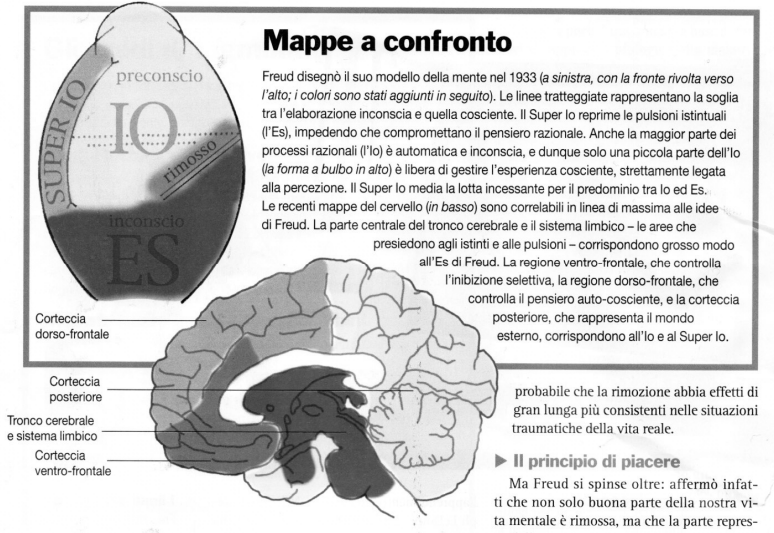 Mappe a confronto
preconscio
IO
SUPER IO
rimosso
inconscio
ES
Freud disegnò il suo modello della mente nel 1933 (a sinistra, con la fronte rivolta verso
l'alto; i colori sono stati aggiunti in seguito). Le linee tratteggiate rappresentano la soglia
tra l'elaborazione inconscia e quella cosciente. Il Super Io reprime le pulsioni istintuali
(l'Es), impedendo che compromettano il pensiero razionale. Anche la maggior parte dei
processi razionali (l'Io) è automatica e inconscia, e dunque solo una piccola parte dell'Io
(la forma a bulbo in alto) è libera di gestire l'esperienza cosciente, strettamente legata
alla percezione. Il Super Io media la lotta incessante per il predominio tra Io ed Es.
Le recenti mappe del cervello (in basso) sono correlabili in linea di massima alle idee
di Freud. La parte centrale del tronco cerebrale e il sistema limbico – le aree che
presiedono agli istinti e alle pulsioni – corrispondono grosso modo
all'Es di Freud. La regione ventro-frontale, che controlla
l'inibizione selettiva, la regione dorso-frontale, che
controlla il pensiero auto-cosciente, e la corteccia
posteriore, che rappresenta il mondo
esterno, corrispondono all'Io e al Super Io.
Corteccia
dorso-frontale
Corteccia
posteriore
Tronco cerebrale
e sistema limbico
Corteccia
ventro-frontale
probabile che la rimozione abbia effetti di
gran lunga più consistenti nelle situazioni
traumatiche della vita reale.
▶ Il principio di piacere
Ma Freud si spinse oltre: affermò infat-
ti che non solo buona parte della nostra vi-
ta mentale è rimossa, ma che la parte repres-